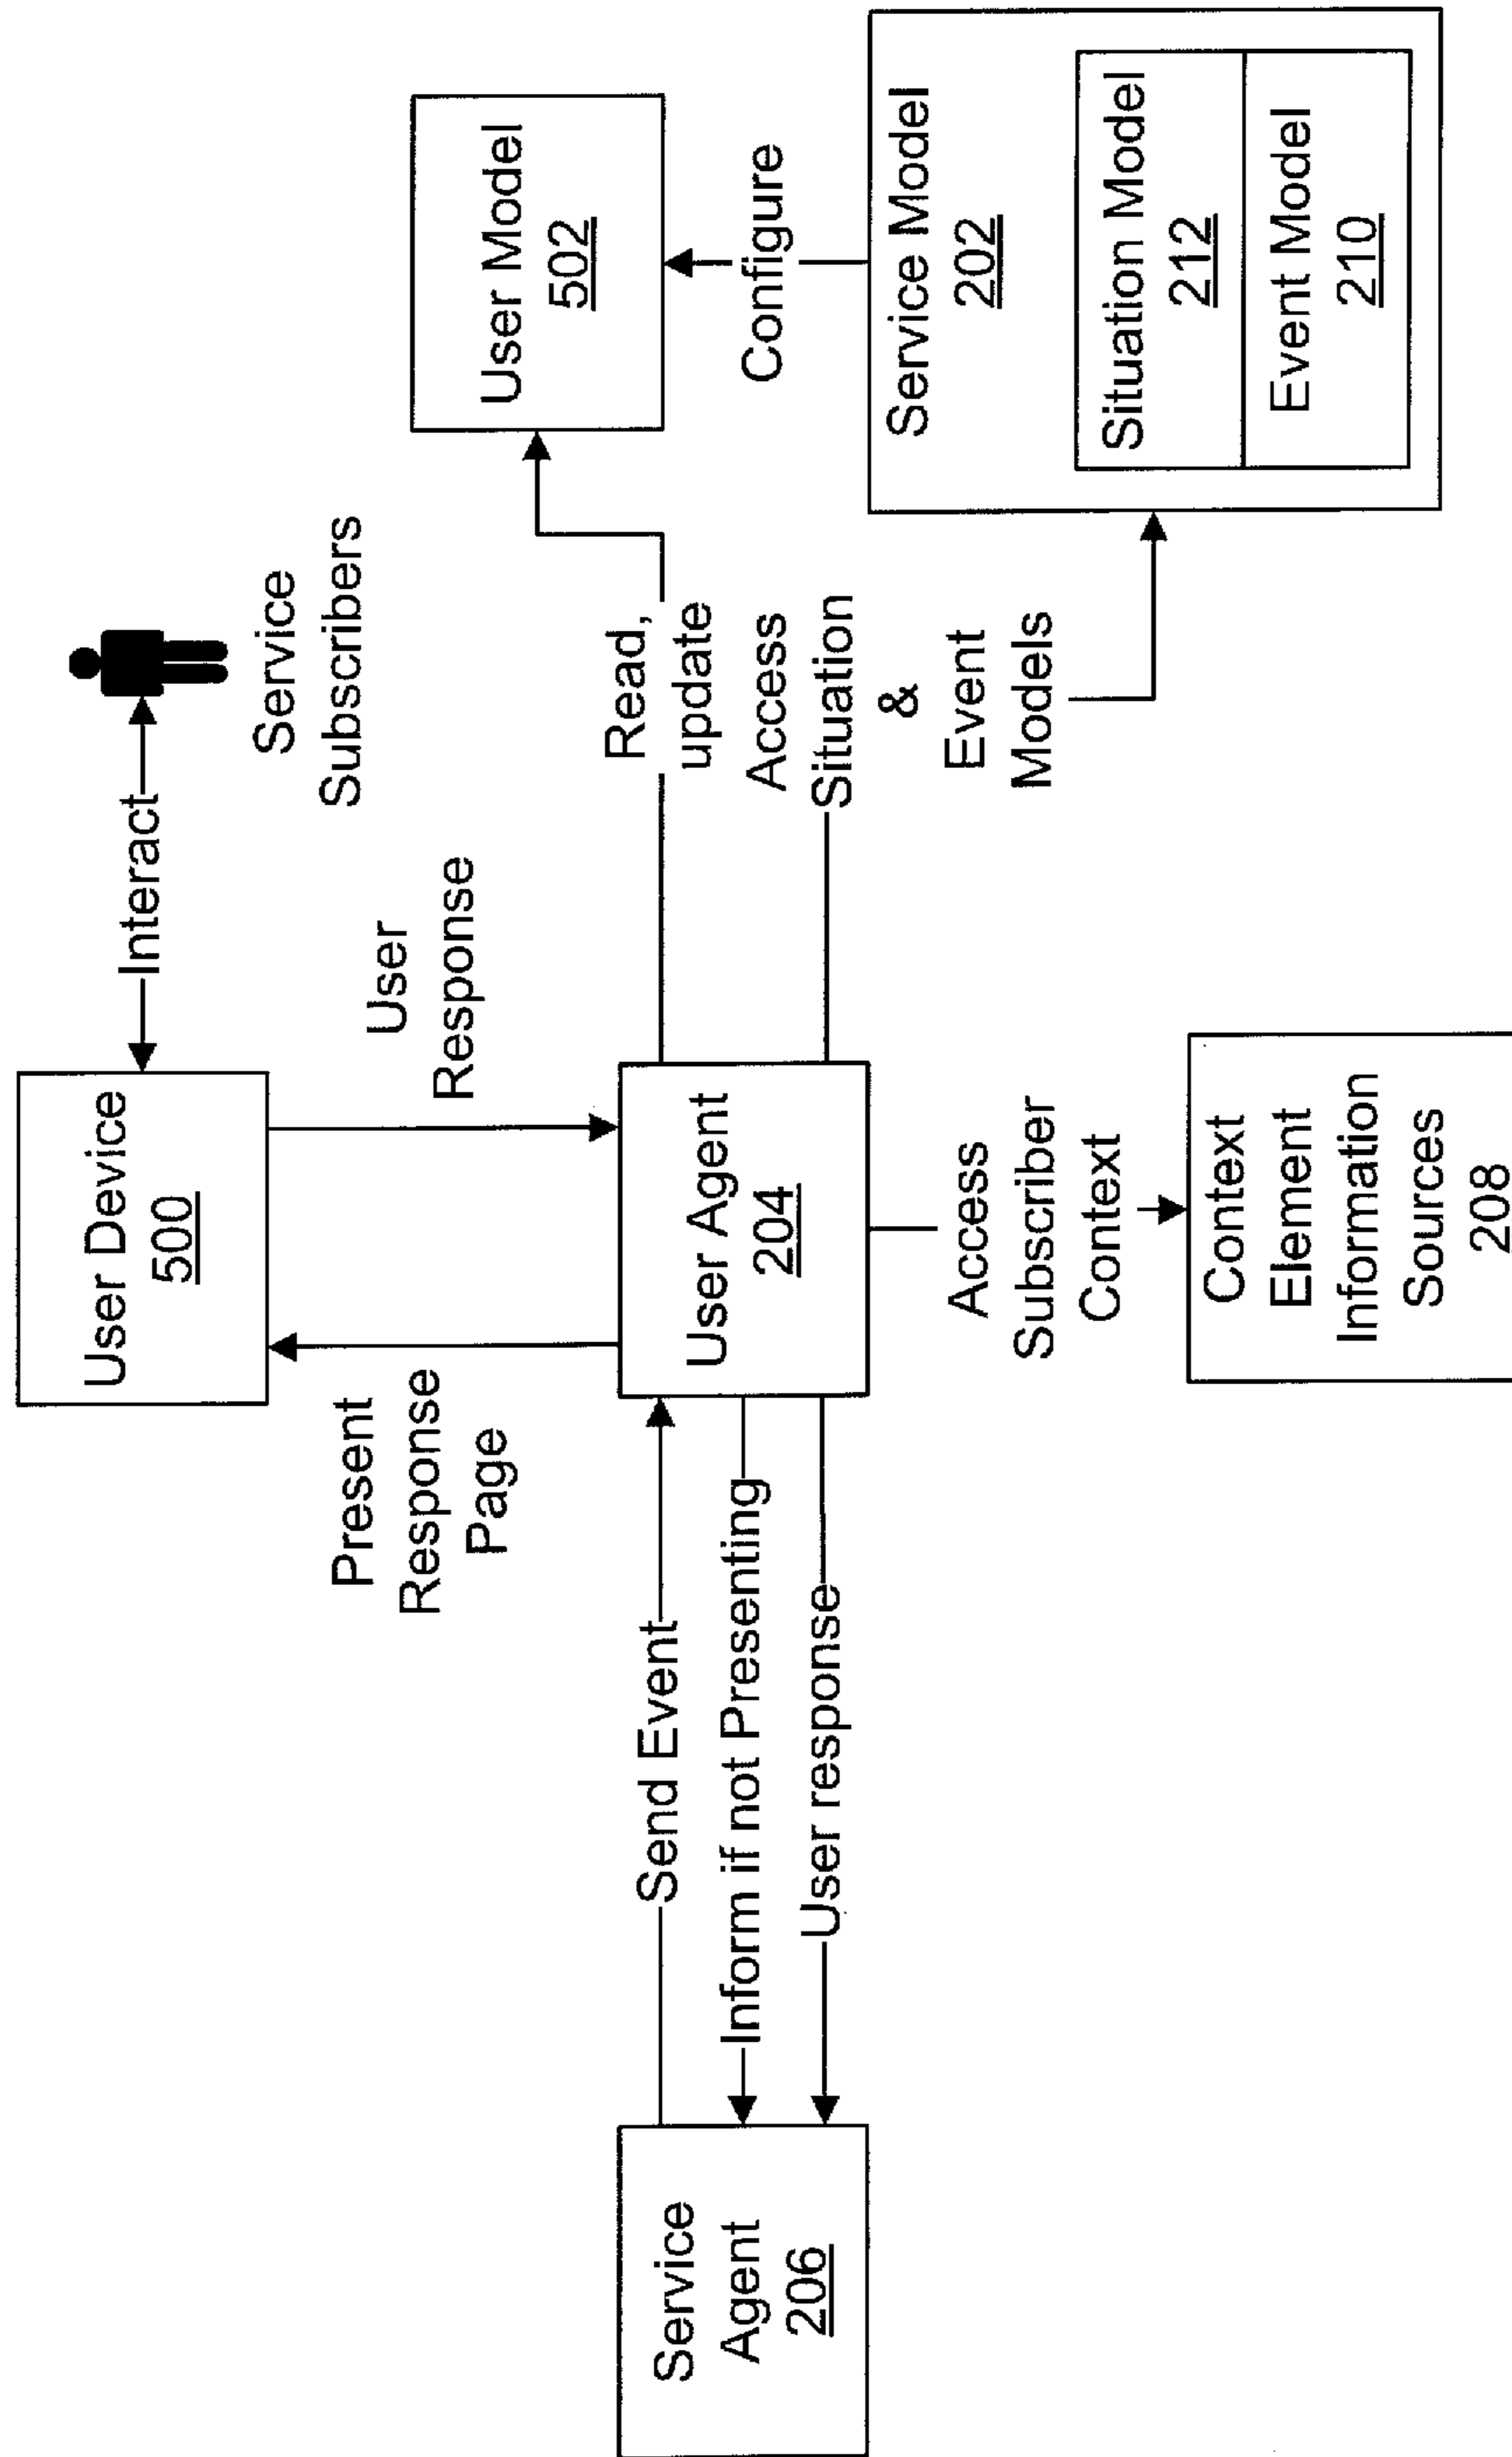 User Device
500
Interact
Service
Subscribers
Present
Response
Page
User
Response
User Model
502
Service
Agent
206
Send Event
Inform if not Presenting
User response
User Agent
204
Read,
update
Access
Situation
&
Event
Models
Configure
Service Model
202
Situation Model
212
Event Model
210
Access
Subscriber
Context
Context
Element
Information
Sources
208